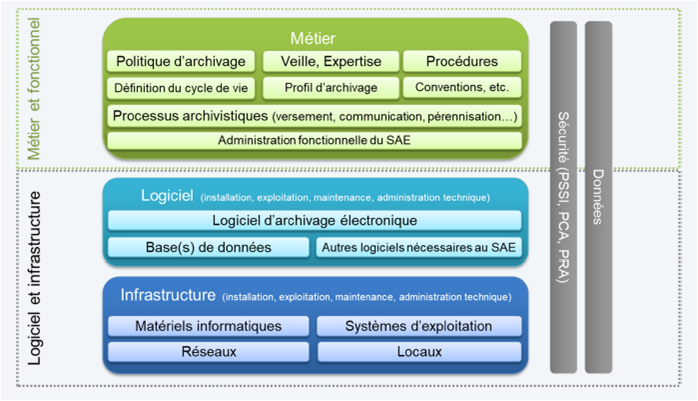 Métier et fonctionnel
Métier
Politique d'archivage
Veille, Expertise
Procédures
Définition du cycle de vie
Profil d'archivage
Conventions, etc.
Processus archivistiques (versement, communication, pérennisation…)
Administration fonctionnelle du SAE
Logiciel et infrastructure
Logiciel (installation, exploitation, maintenance, administration technique)
Logiciel d'archivage électronique
Base(s) de données
Autres logiciels nécessaires au SAE
Infrastructure (installation, exploitation, maintenance, administration technique)
Matériels informatiques
Systèmes d'exploitation
Réseaux
Locaux
Sécurité (PSSI, PCA, PRA)
Données